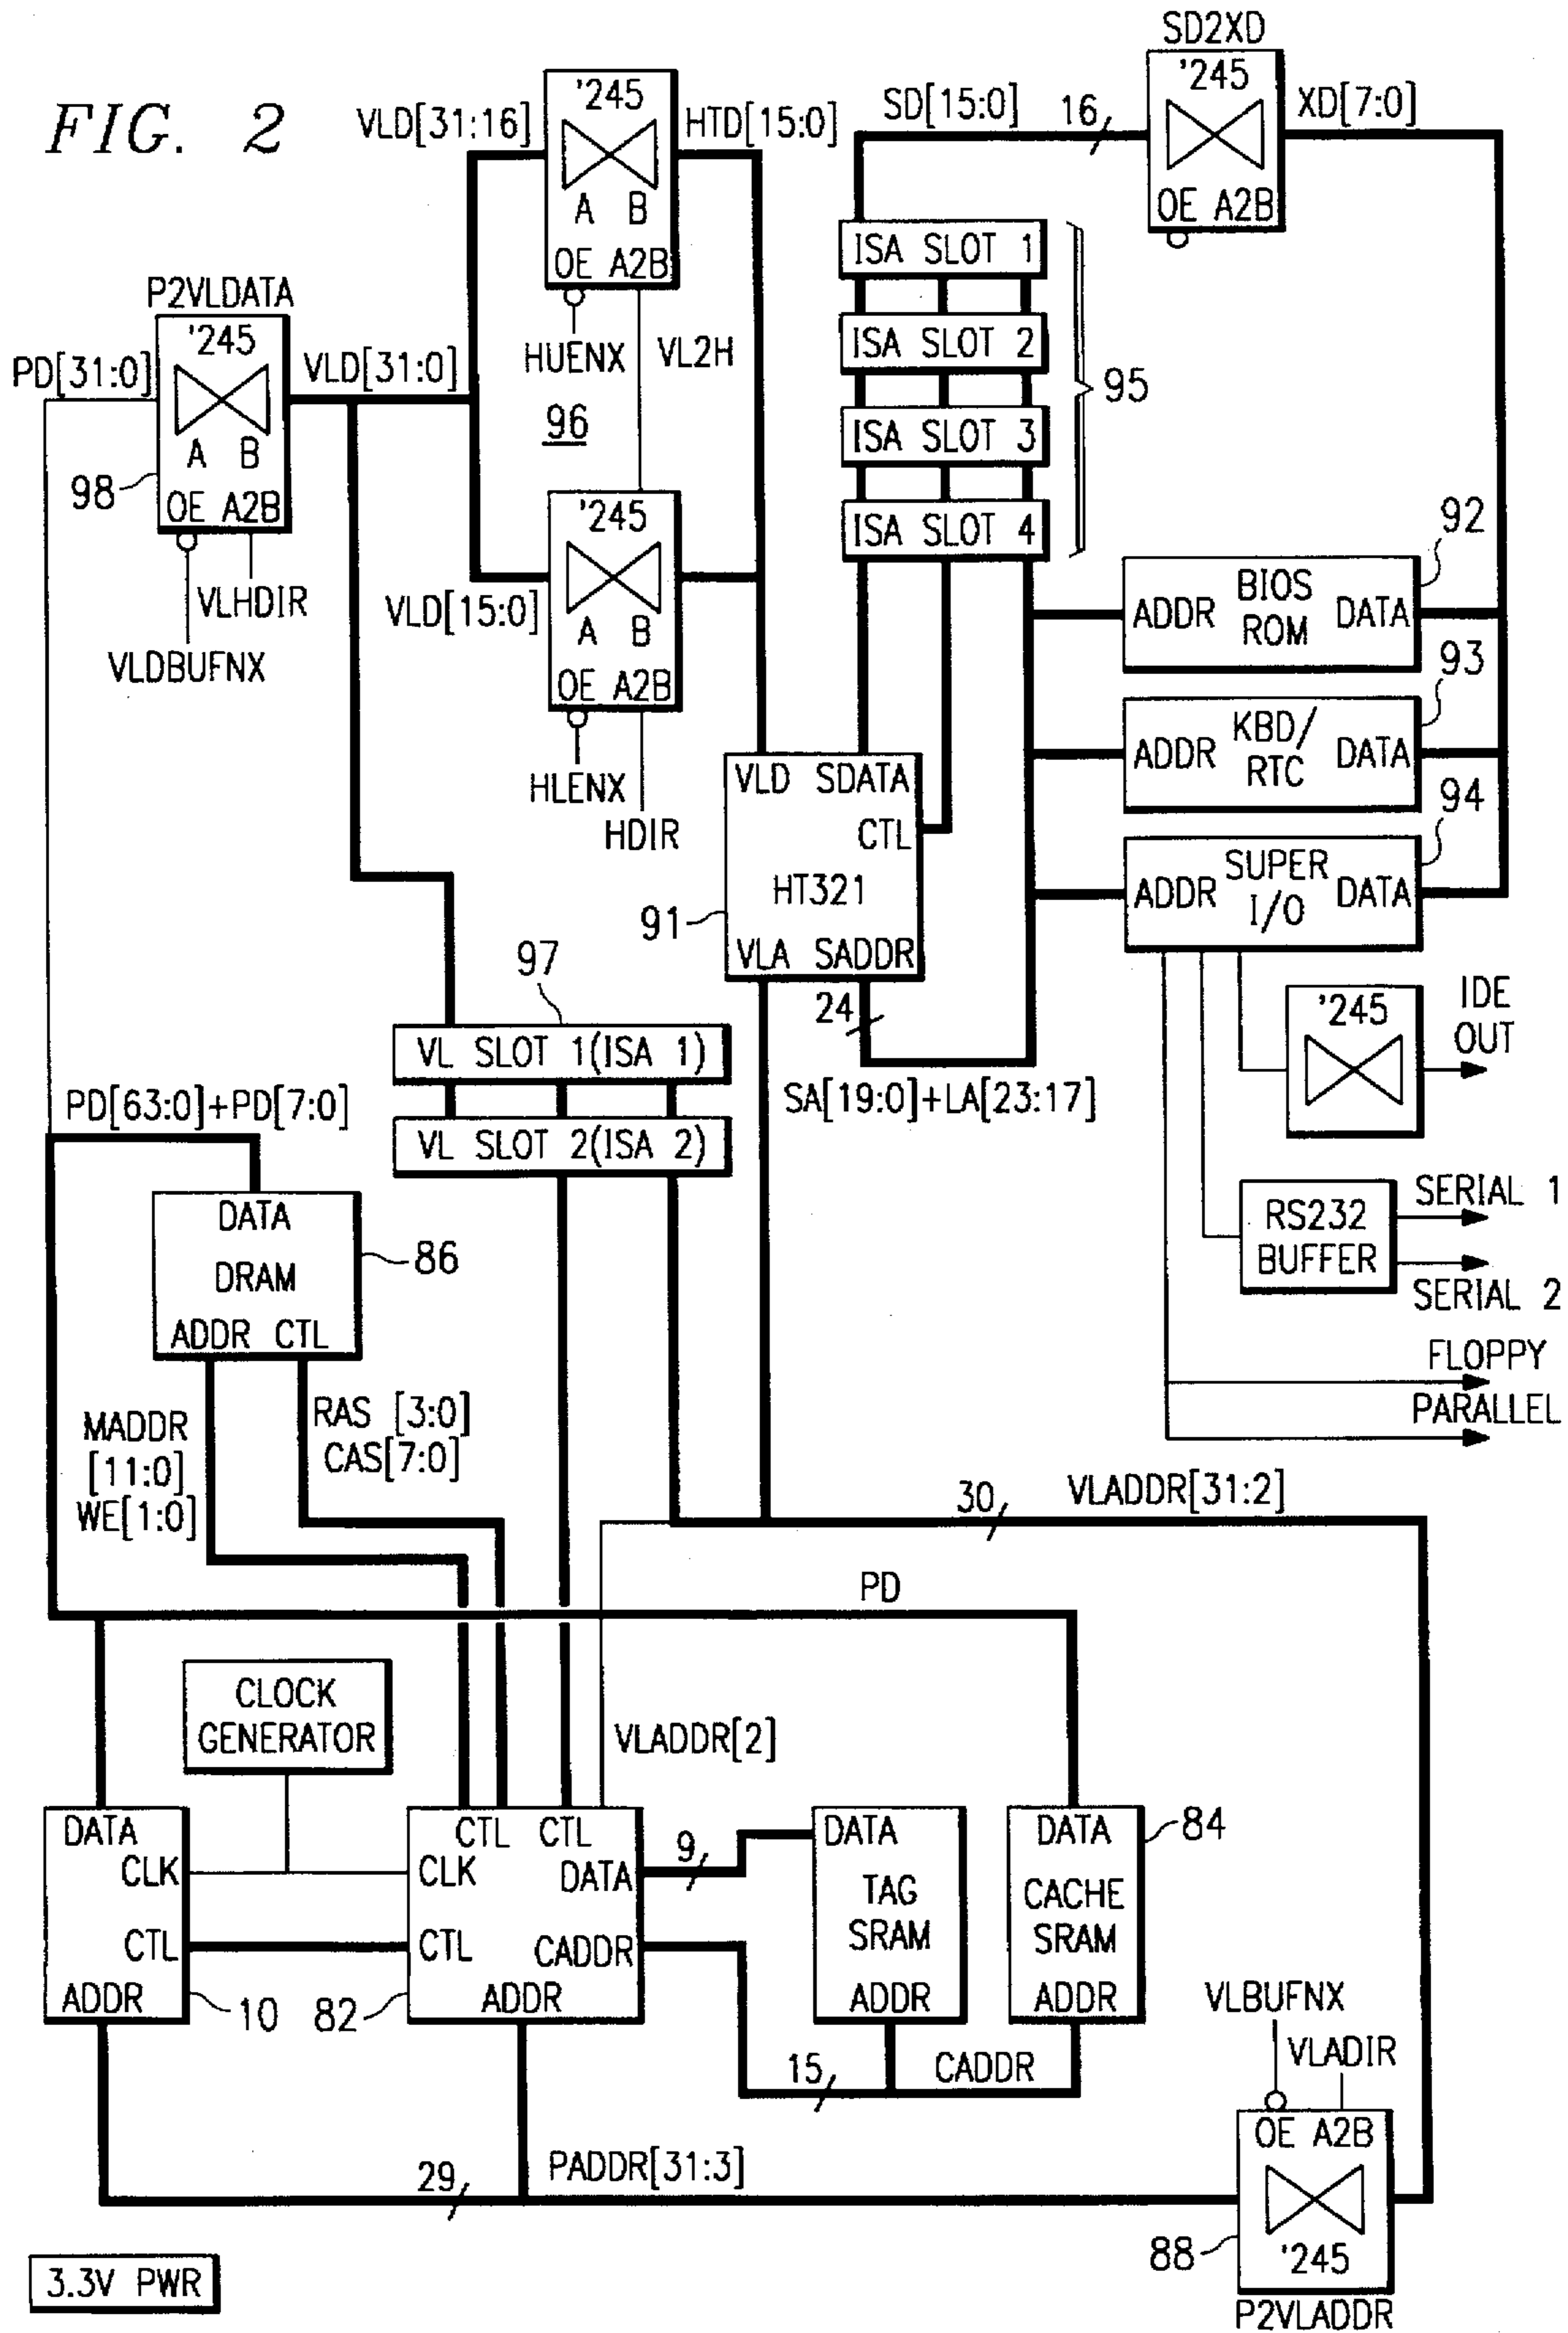 FIG. 2
SD2XD
'245
OE A2B
SD[15:0]
16
XD[7:0]
VLD[31:16]
'245
A B
OE A2B
HTD[15:0]
HUENX
VL2H
96
P2VLDATA
PD[31:0]
'245
A B
OE A2B
98
VLD[31:0]
VLHDIR
VLDBUFNX
VLD[15:0]
'245
A B
OE A2B
HLENX
HDIR
ISA SLOT 1
ISA SLOT 2
ISA SLOT 3
ISA SLOT 4
95
92
ADDR BIOS ROM DATA
93
ADDR KBD/ RTC DATA
94
ADDR SUPER I/O DATA
VLD SDATA
CTL
HT321
91
VLA SADDR
24
SA[19:0]+LA[23:17]
97
VL SLOT 1(ISA 1)
VL SLOT 2(ISA 2)
'245
IDE
OUT
RS232
BUFFER
SERIAL 1
SERIAL 2
FLOPPY
PARALLEL
PD[63:0]+PD[7:0]
DATA
DRAM
ADDR CTL
86
MADDR
[11:0]
WE[1:0]
RAS [3:0]
CAS[7:0]
30
VLADDR[31:2]
PD
CLOCK
GENERATOR
VLADDR[2]
DATA
CLK
CTL
ADDR
10
CTL CTL
CLK
DATA
CTL
CADDR
ADDR
82
9
DATA
TAG
SRAM
ADDR
DATA
CACHE
SRAM
ADDR
84
15
CADDR
VLBUFNX
VLADIR
OE A2B
'245
88
P2VLADDR
29
PADDR[31:3]
3.3V PWR